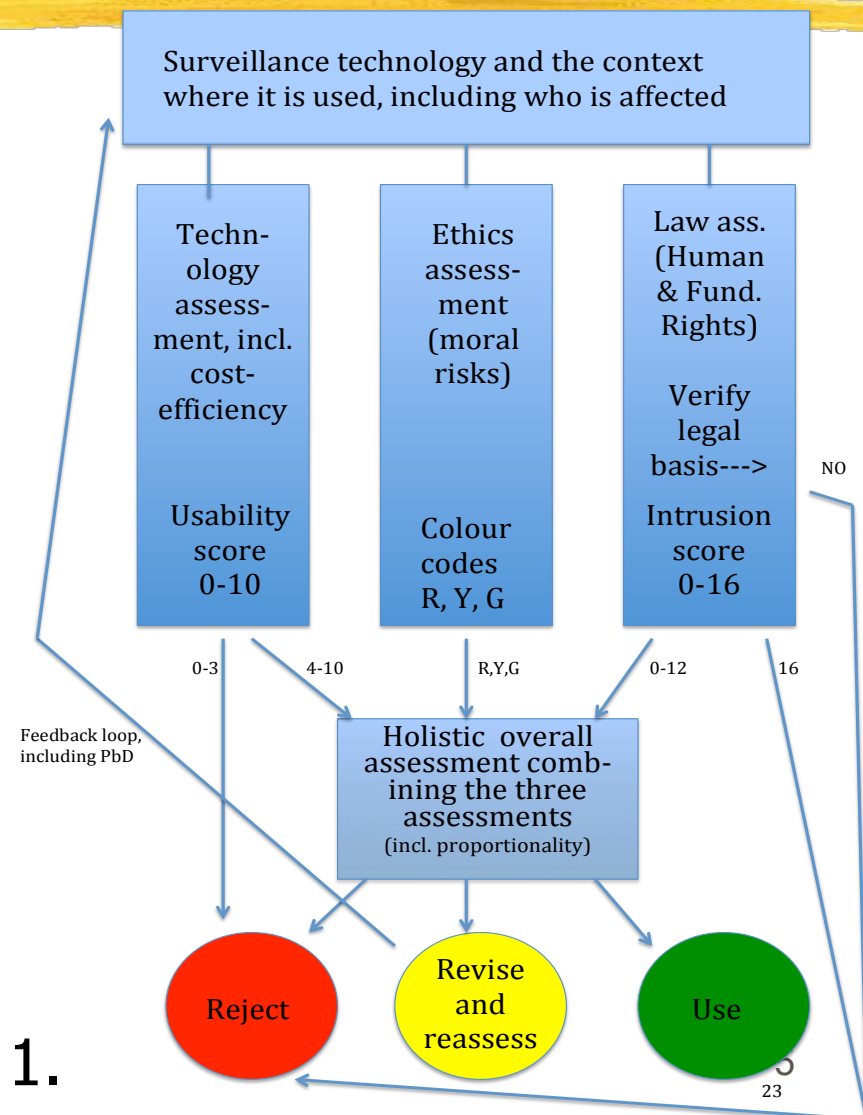 Surveillance technology and the context
where it is used, including who is affected
Techn-
ology
assess-
ment, incl.
cost-
efficiency
Usability
score
0-10
Ethics
assess-
ment
(moral
risks)
Colour
codes
R, Y, G
Law ass.
(Human
& Fund.
Rights)
Verify
legal
basis--->
Intrusion
score
0-16
NO
0-3
4-10
R,Y,G
0-12
16
Feedback loop,
including PbD
Holistic overall
assessment comb-
ining the three
assessments
(incl. proportionality)
Reject
Revise
and
reassess
Use
1.
5
23